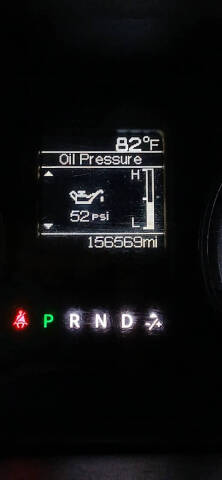 82°F
Oil Pressure
H
52 psi
L
156569mi
P R N D